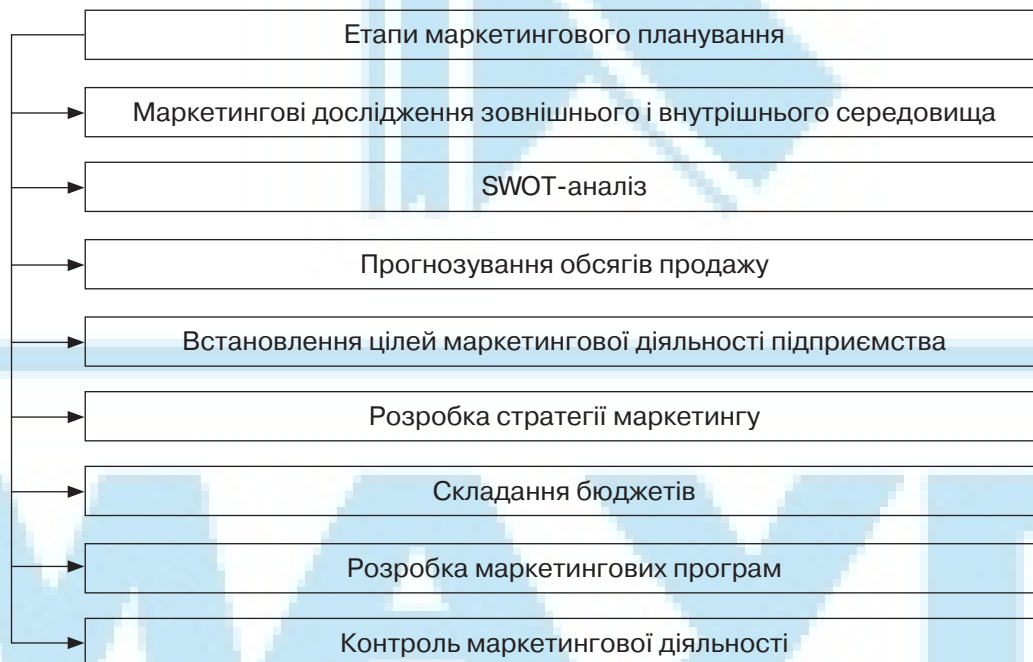 Етапи маркетингового планування
Маркетингові дослідження зовнішнього і внутрішнього середовища
SWOT-аналіз
Прогнозування обсягів продажу
Встановлення цілей маркетингової діяльності підприємства
Розробка стратегії маркетингу
Складання бюджетів
Розробка маркетингових програм
Контроль маркетингової діяльності